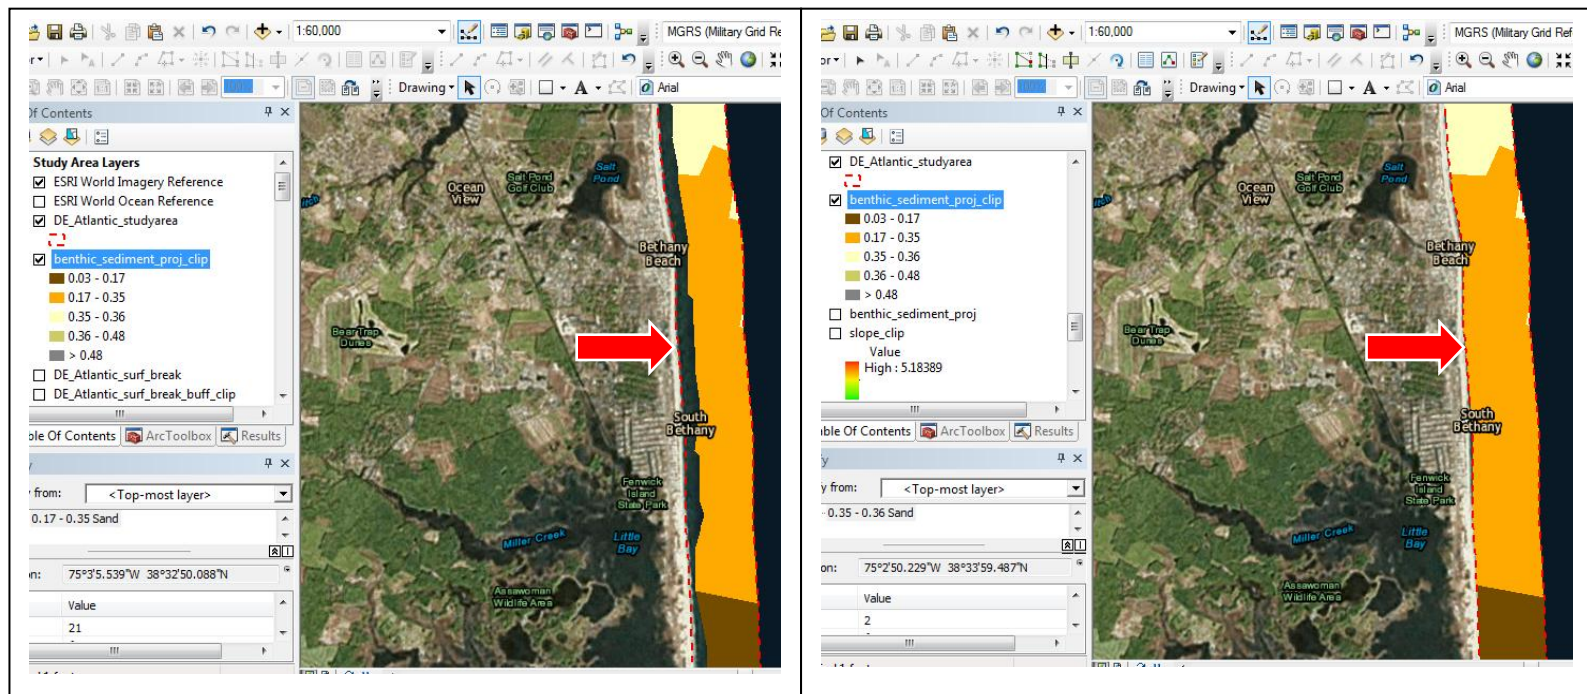 1:60,000
MGRS (Military Grid Re
100%
Drawing
A
Arial
Of Contents
Study Area Layers
ESRI World Imagery Reference
ESRI World Ocean Reference
DE_Atlantic_studyarea
benthic_sediment_proj_clip
0.03 - 0.17
0.17 - 0.35
0.35 - 0.36
0.36 - 0.48
> 0.48
DE_Atlantic_surf_break
DE_Atlantic_surf_break_buff_clip
ble Of Contents
ArcToolbox
Results
y
from:
<Top-most layer>
0.17 - 0.35 Sand
on:
75°3'5.539"W 38°32'50.088"N
Value
21
Ocean
View
Salt Pond
Golf Club
Salt
Pond
Bethany
Beach
Bear Trap
Dunes
South
Bethany
Fenwick
Island
State Park
Miller Creek
Little
Bay
Assawoman
Wildlife Area
1:60,000
MGRS (Military Grid Ref
100%
Drawing
A
Arial
Of Contents
DE_Atlantic_studyarea
benthic_sediment_proj_clip
0.03 - 0.17
0.17 - 0.35
0.35 - 0.36
0.36 - 0.48
> 0.48
benthic_sediment_proj
slope_clip
Value
High : 5.18389
ble Of Contents
ArcToolbox
Results
y
y from:
<Top-most layer>
0.35 - 0.36 Sand
on:
75°2'50.229"W 38°33'59.487"N
Value
2
Ocean
View
Salt Pond
Golf Club
Salt
Pond
Bethany
Beach
Bear Trap
Dunes
South
Bethany
Fenwick
Island
State Park
Miller Creek
Little
Bay
Assawoman
Wildlife Area